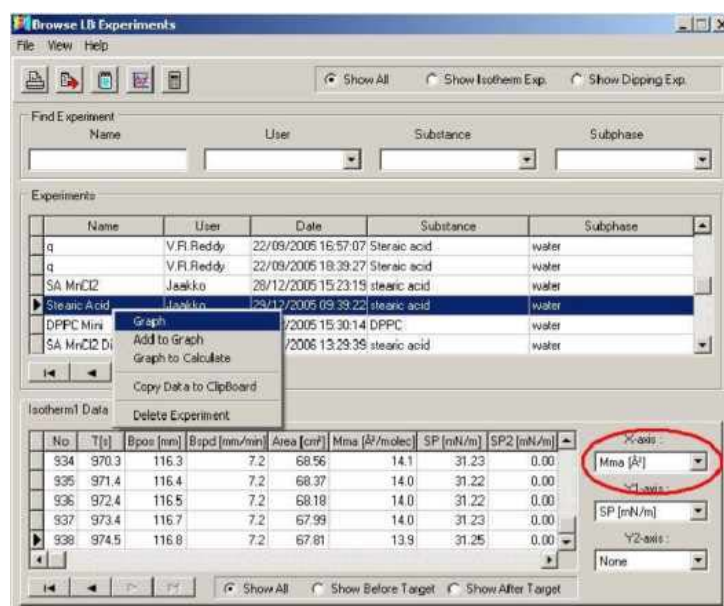 Browse LB Experiments
File View Help
Show All Show Isotherm Exp. Show Dipping Exp.
Find Experiment
Name User Substance Subphase
Experiments
Name User Date Substance Subphase
q V.R.Reddy 22/09/2005 16:57:07 Steraic acid water
q V.R.Reddy 22/09/2005 18:39:27 Steraic acid water
SA MnCl2 Jaakko 28/12/2005 15:23:19 stearic acid water
Stearic Acid Jaakko 29/12/2005 09:39:22 stearic acid water
DPPC Mini /2005 15:30:14 DPPC water
SA MnCl2 Di /2006 13:29:39 stearic acid water
Graph
Add to Graph
Graph to Calculate
Copy Data to ClipBoard
Delete Experiment
Isotherm1 Data
No T[s] Bpos [mm] Bspd [mm/min] Area [cm²] Mma [Å²/molec] SP [mN/m] SP2 [mN/m]
934 970.3 116.3 7.2 68.56 14.1 31.23 0.00
935 971.4 116.4 7.2 68.37 14.0 31.22 0.00
936 972.4 116.5 7.2 68.18 14.0 31.22 0.00
937 973.4 116.7 7.2 67.99 14.0 31.23 0.00
938 974.5 116.8 7.2 67.81 13.9 31.25 0.00
X-axis :
Mma [Å²]
Y1-axis :
SP [mN/m]
Y2-axis :
None
Show All Show Before Target Show After Target